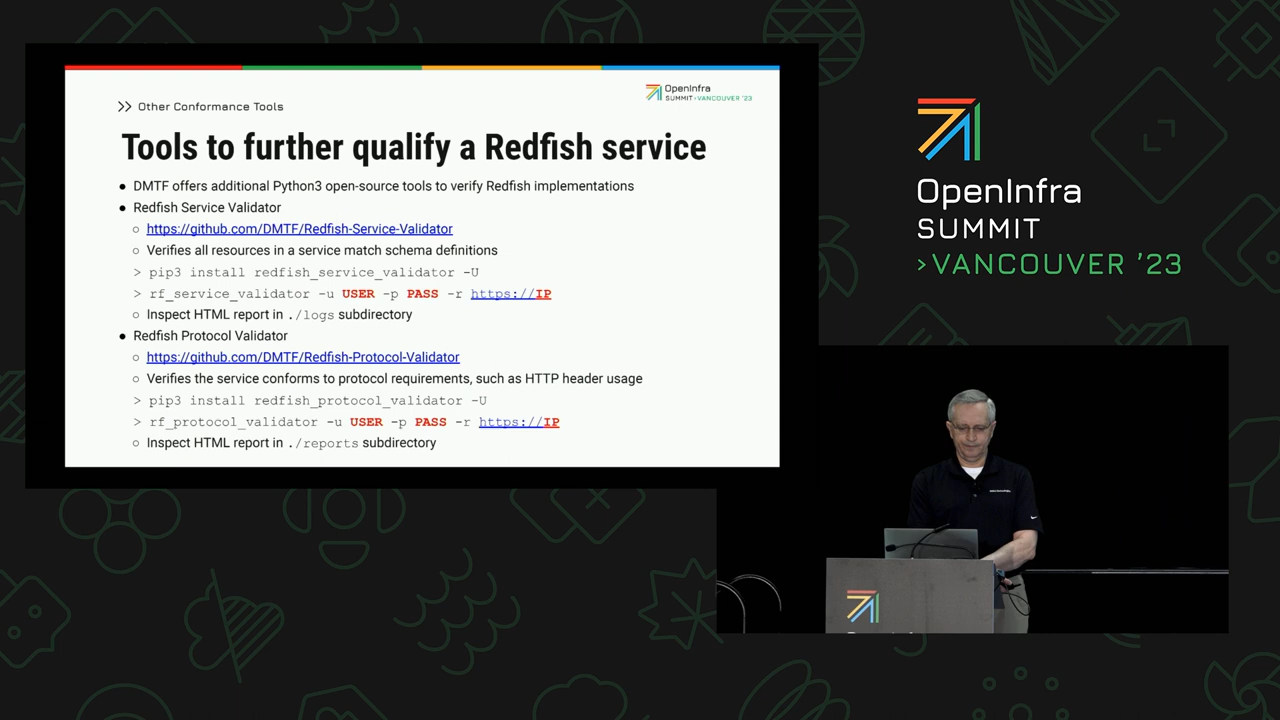 >> Other Conformance Tools
OpenInfra
SUMMIT >VANCOUVER '23
Tools to further qualify a Redfish service
● DMTF offers additional Python3 open-source tools to verify Redfish implementations
● Redfish Service Validator
○ https://github.com/DMTF/Redfish-Service-Validator
○ Verifies all resources in a service match schema definitions
> pip3 install redfish_service_validator -U
> rf_service_validator -u USER -p PASS -r https://IP
○ Inspect HTML report in ./logs subdirectory
● Redfish Protocol Validator
○ https://github.com/DMTF/Redfish-Protocol-Validator
○ Verifies the service conforms to protocol requirements, such as HTTP header usage
> pip3 install redfish_protocol_validator -U
> rf_protocol_validator -u USER -p PASS -r https://IP
○ Inspect HTML report in ./reports subdirectory
OpenInfra
SUMMIT
>VANCOUVER '23